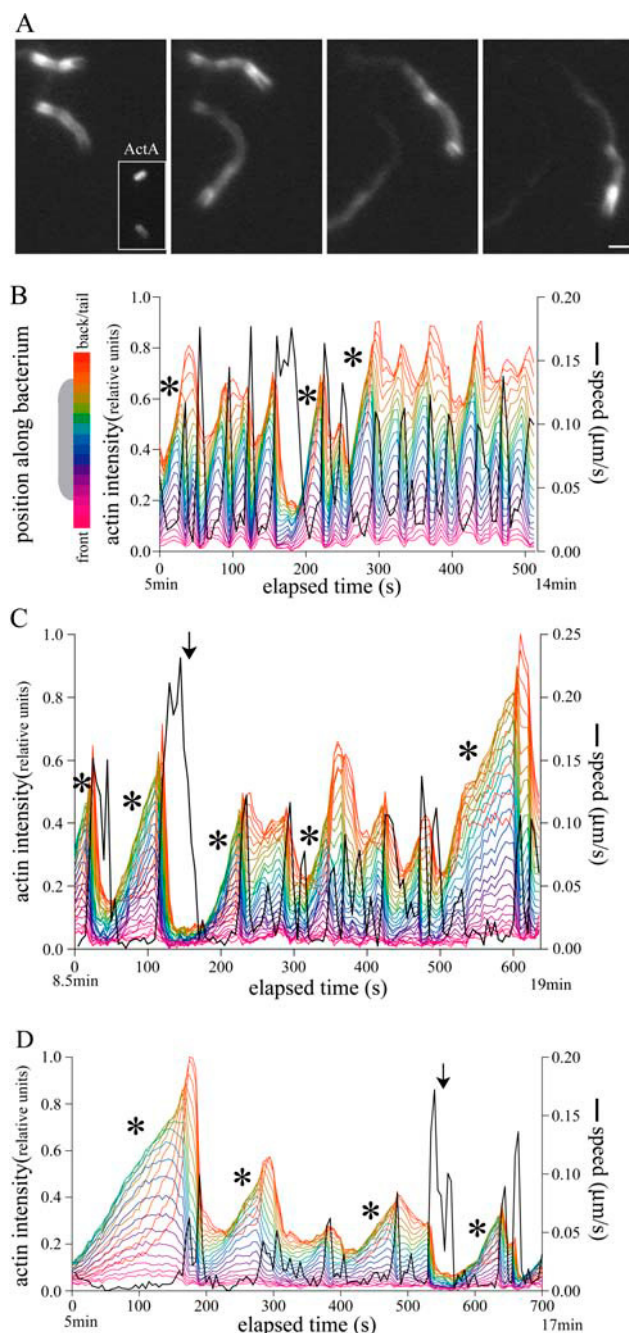 A
ActA
B
position along bacterium
front
back/tail
actin intensity(relative units)
1.0
0.8
0.6
0.4
0.2
0.0
*
*
*
0.20
0.15
0.10
0.05
0.00
speed (µm/s)
0 100 200 300 400 500
5min elapsed time (s) 14min
C
actin intensity(relative units)
1.0
0.8
0.6
0.4
0.2
0.0
*
*
*
*
*
0.25
0.20
0.15
0.10
0.05
0.00
speed (µm/s)
0 100 200 300 400 500 600
8.5min elapsed time (s) 19min
D
actin intensity(relative units)
1.0
0.8
0.6
0.4
0.2
0.0
*
*
*
*
0.20
0.15
0.10
0.05
0.00
speed (µm/s)
0 100 200 300 400 500 600 700
5min elapsed time (s) 17min